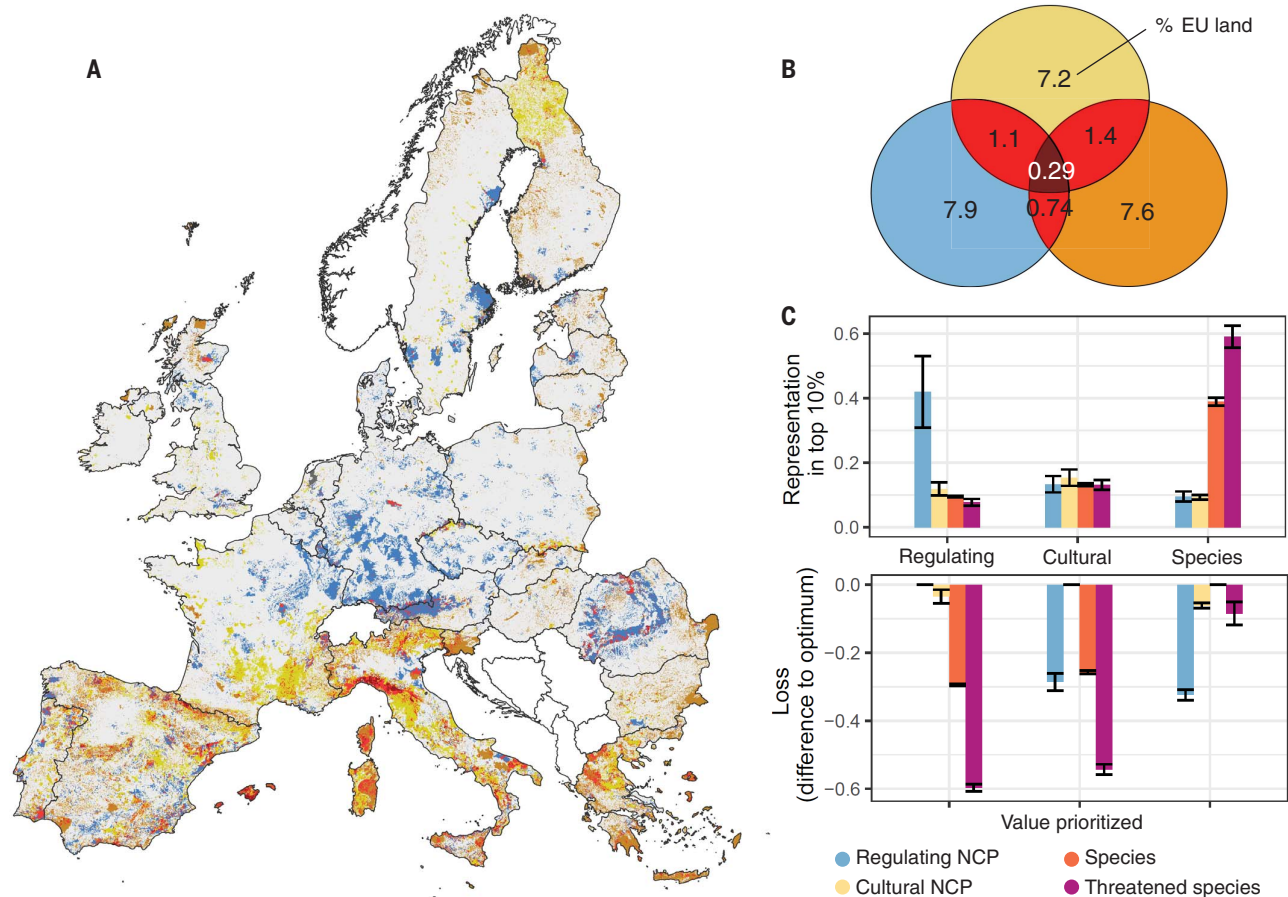 A
B
% EU land
7.2
1.1
1.4
0.29
7.9
0.74
7.6
C
Representation
in top 10%
0.6
0.4
0.2
0.0
Regulating
Cultural
Species
Loss
(difference to optimum)
0.0
−0.2
−0.4
−0.6
Value prioritized
Regulating NCP
Species
Cultural NCP
Threatened species